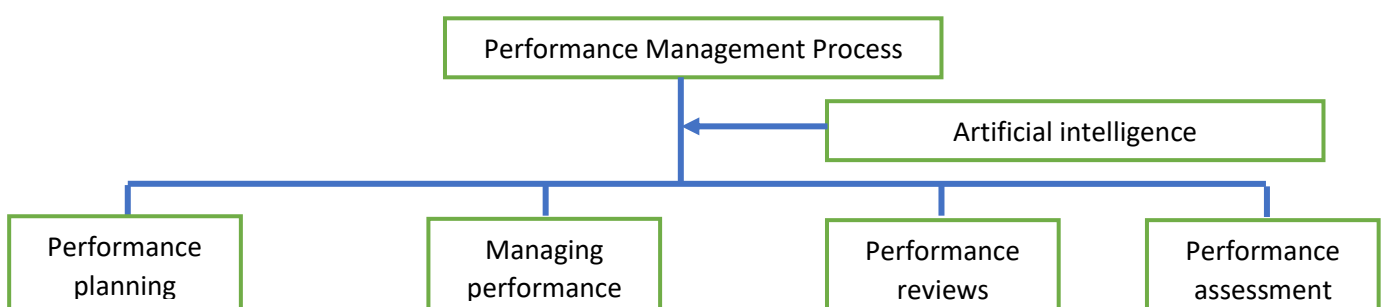 Performance Management Process
Artificial intelligence
Performance
planning
Managing
performance
Performance
reviews
Performance
assessment